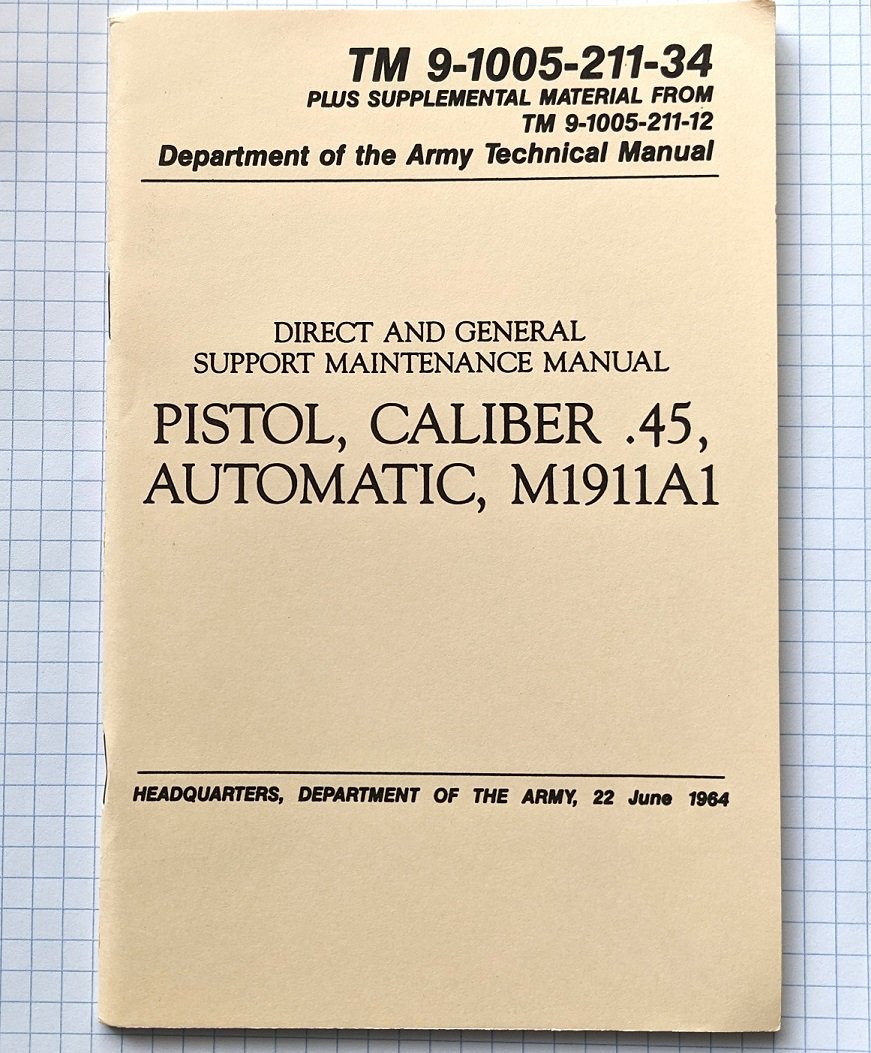 TM 9-1005-211-34
PLUS SUPPLEMENTAL MATERIAL FROM
TM 9-1005-211-12
Department of the Army Technical Manual
DIRECT AND GENERAL
SUPPORT MAINTENANCE MANUAL
PISTOL, CALIBER .45,
AUTOMATIC, M1911A1
HEADQUARTERS, DEPARTMENT OF THE ARMY, 22 June 1964